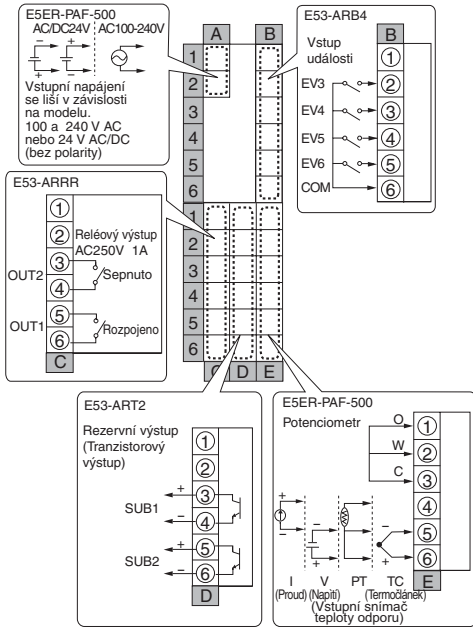 E5ER-PAF-500
AC/DC24V AC100-240V
− + + −
Vstupní napájení
se liší v závislosti
na modelu.
100 a 240 V AC
nebo 24 V AC/DC
(bez polarity)
A B
1
2
3
4
5
6
1
2
3
4
5
6
C D E
E53-ARB4
Vstup
události
B
1
EV3 2
EV4 3
EV5 4
EV6 5
COM 6
E53-ARRR
1
2
Reléový výstup
AC250V 1A
OUT2
3
4
Sepnuto
OUT1
5
6
Rozpojeno
C
E53-ART2
Rezervní výstup
(Tranzistorový
výstup)
1
2
SUB1
+ 3
− 4
SUB2
+ 5
− 6
D
E5ER-PAF-500
Potenciometr
O 1
W 2
C 3
4
5
6
E
+ −
− +
− +
I V PT TC
(Proud) (Napití) (Termočlánek)
(Vstupní snímač
teploty odporu)